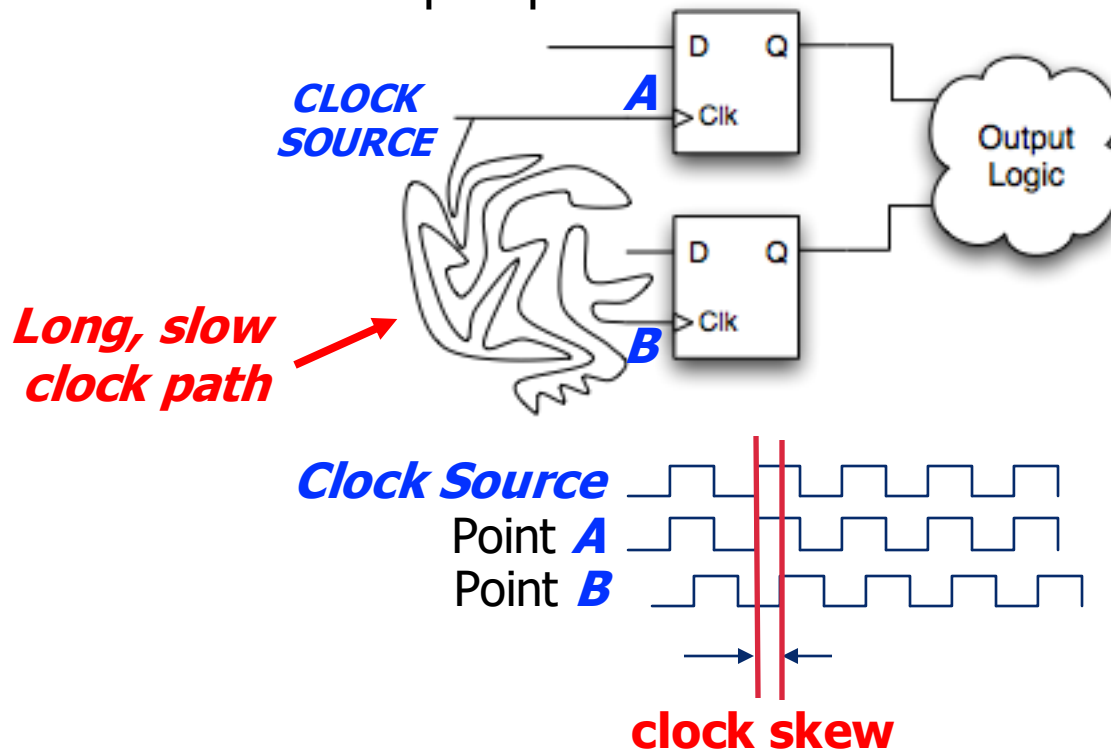 D Q
CLOCK
SOURCE
A
Clk
Output
Logic
D Q
Long, slow
clock path
Clk
B
Clock Source
Point A
Point B
clock skew